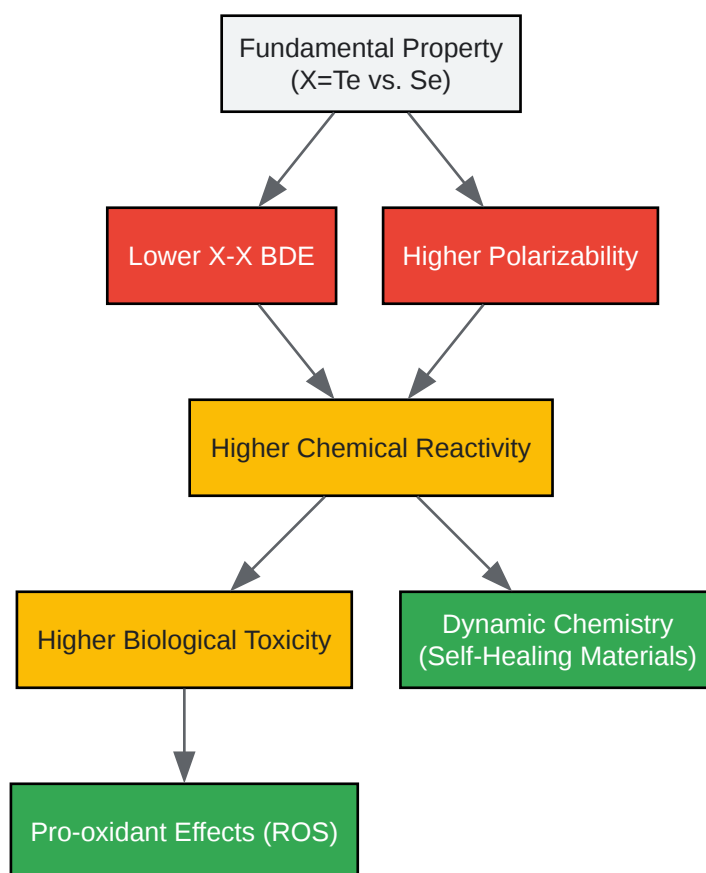 Fundamental Property
(X=Te vs. Se)
Lower X-X BDE
Higher Polarizability
Higher Chemical Reactivity
Higher Biological Toxicity
Dynamic Chemistry
(Self-Healing Materials)
Pro-oxidant Effects (ROS)